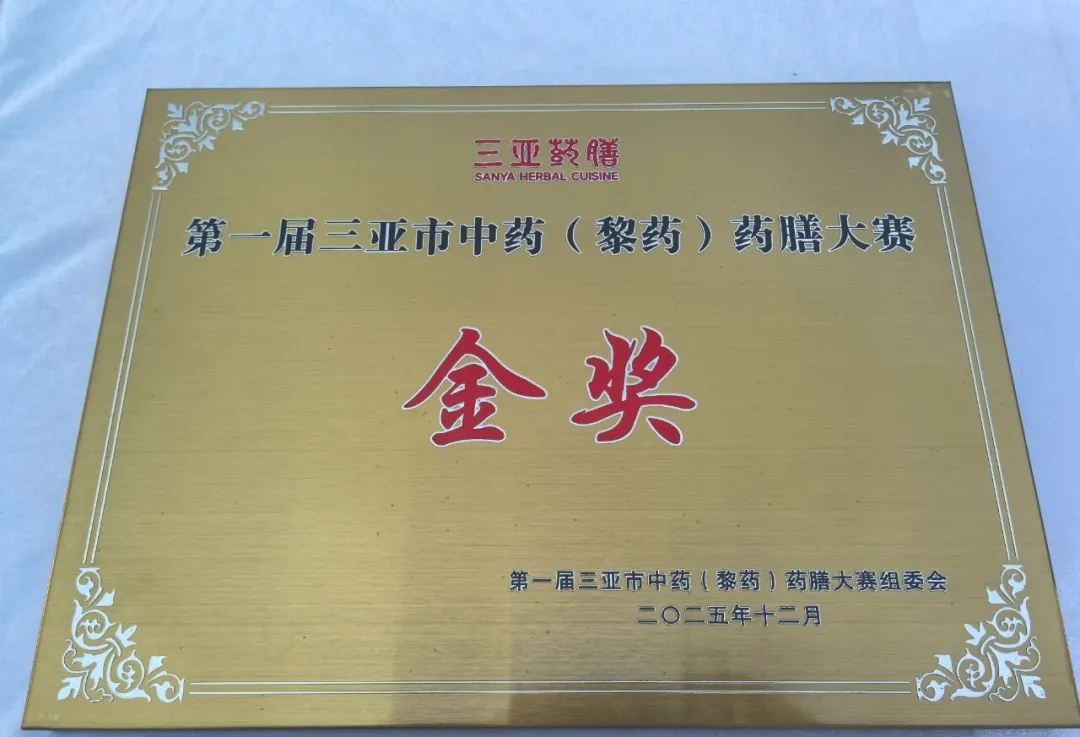 三亚药膳
SANYA HERBAL CUISINE
第一届三亚市中药（黎药）药膳大赛
金奖
第一届三亚市中药（黎药）药膳大赛组委会
二〇二五年十二月